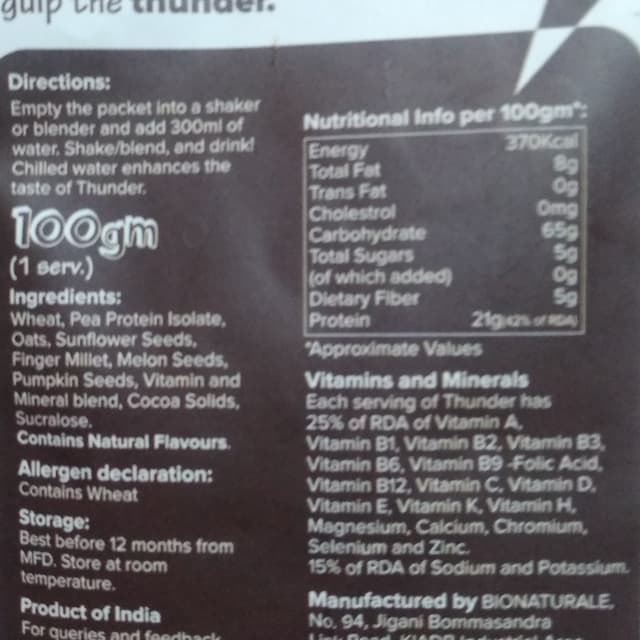 gulp the thunder.
Directions:
Empty the packet into a shaker
or blender and add 300ml of
water. Shake/blend, and drink!
Chilled water enhances the
taste of Thunder.
100gm
(1 serv.)
Ingredients:
Wheat, Pea Protein Isolate,
Oats, Sunflower Seeds,
Finger Millet, Melon Seeds,
Pumpkin Seeds, Vitamin and
Mineral blend, Cocoa Solids,
Sucralose.
Contains Natural Flavours.
Allergen declaration:
Contains Wheat
Storage:
Best before 12 months from
MFD. Store at room
temperature.
Product of India
For queries and feedback
Nutritional Info per 100gm*:
Energy 370Kcal
Total Fat 8g
Trans Fat 0g
Cholestrol 0mg
Carbohydrate 65g
Total Sugars 5g
(of which added) 0g
Dietary Fiber 5g
Protein 21g(42% of RDA)
*Approximate Values
Vitamins and Minerals
Each serving of Thunder has
25% of RDA of Vitamin A,
Vitamin B1, Vitamin B2, Vitamin B3,
Vitamin B6, Vitamin B9 -Folic Acid,
Vitamin B12, Vitamin C, Vitamin D,
Vitamin E, Vitamin K, Vitamin H,
Magnesium, Calcium, Chromium,
Selenium and Zinc.
15% of RDA of Sodium and Potassium.
Manufactured by BIONATURALE,
No. 94, Jigani Bommasandra